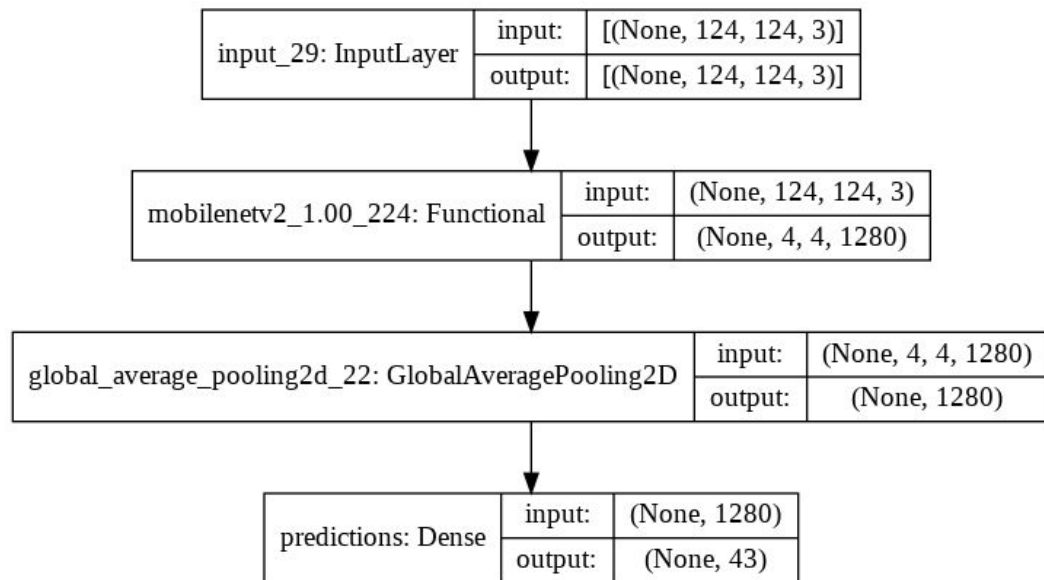 input_29: InputLayer
input: [(None, 124, 124, 3)]
output: [(None, 124, 124, 3)]
mobilenetv2_1.00_224: Functional
input: (None, 124, 124, 3)
output: (None, 4, 4, 1280)
global_average_pooling2d_22: GlobalAveragePooling2D
input: (None, 4, 4, 1280)
output: (None, 1280)
predictions: Dense
input: (None, 1280)
output: (None, 43)